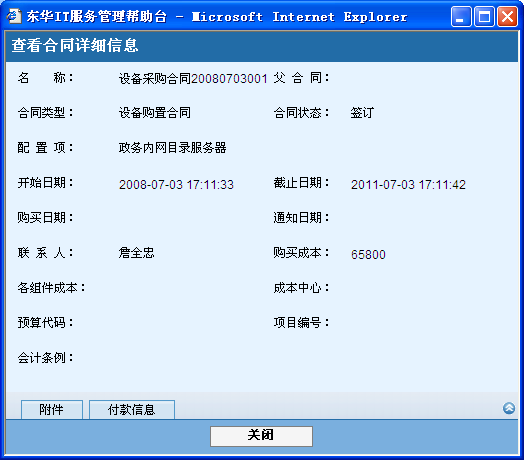 东华IT服务管理帮助台 - Microsoft Internet Explorer
查看合同详细信息
名 称： 设备采购合同20080703001 父 合 同：
合同类型： 设备购置合同 合同状态： 签订
配 置 项： 政务内网目录服务器
开始日期： 2008-07-03 17:11:33 截止日期： 2011-07-03 17:11:42
购买日期： 通知日期：
联 系 人： 詹全忠 购买成本： 65800
各组件成本： 成本中心：
预算代码： 项目编号：
会计条例：
附件 付款信息
关闭